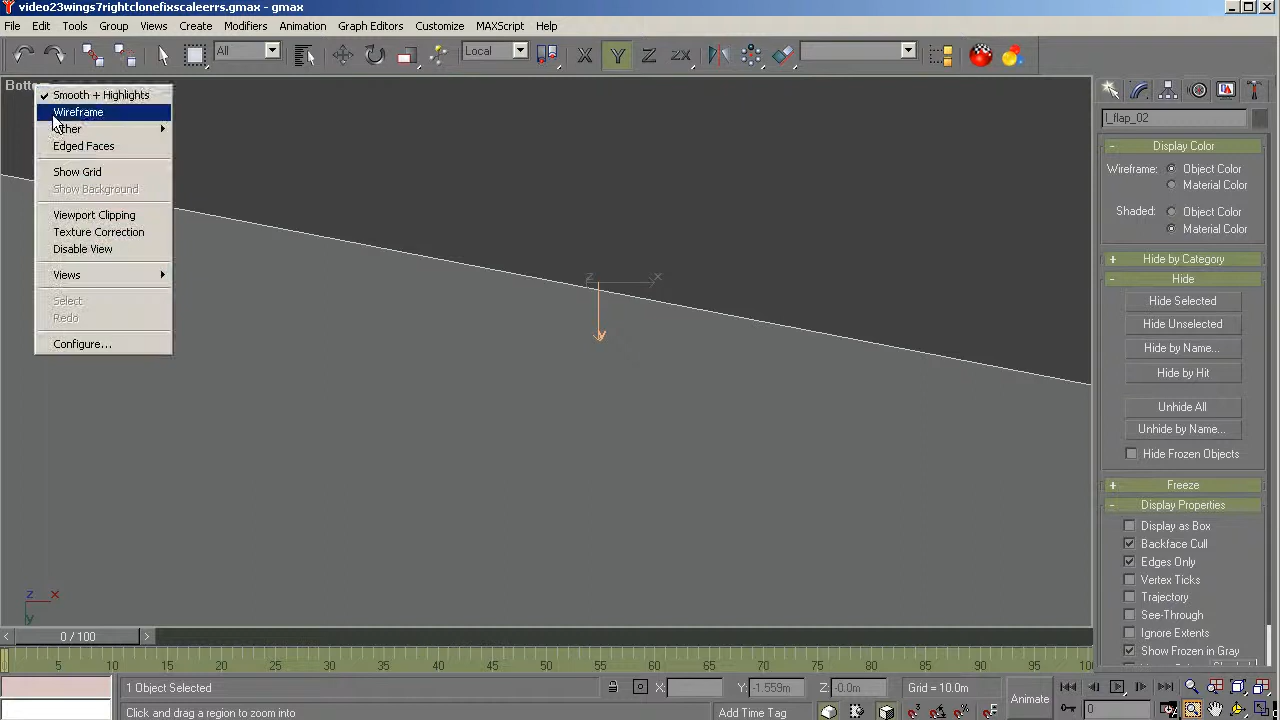 video23wings7rightclonefixscaleerrs.gmax - gmax
File Edit Tools Group Views Create Modifiers Animation Graph Editors Customize MAXScript Help
All Local X Y Z ZX
Smooth + Highlights
Wireframe
Other
Edged Faces
Show Grid
Show Background
Viewport Clipping
Texture Correction
Disable View
Views
Select
Redo
Configure...
z x
y
z x
y
l_flap_02
- Display Color
Wireframe: Object Color
Material Color
Shaded: Object Color
Material Color
+ Hide by Category
- Hide
Hide Selected
Hide Unselected
Hide by Name...
Hide by Hit
Unhide All
Unhide by Name...
Hide Frozen Objects
+ Freeze
- Display Properties
Display as Box
Backface Cull
Edges Only
Vertex Ticks
Trajectory
See-Through
Ignore Extents
Show Frozen in Gray
< 0 / 100 >
5 10 15 20 25 30 35 40 45 50 55 60 65 70 75 80 85 90 95
1 Object Selected X: Y: -1.559m Z: -0.0m Grid = 10.0m Animate
Click and drag a region to zoom into Add Time Tag 0